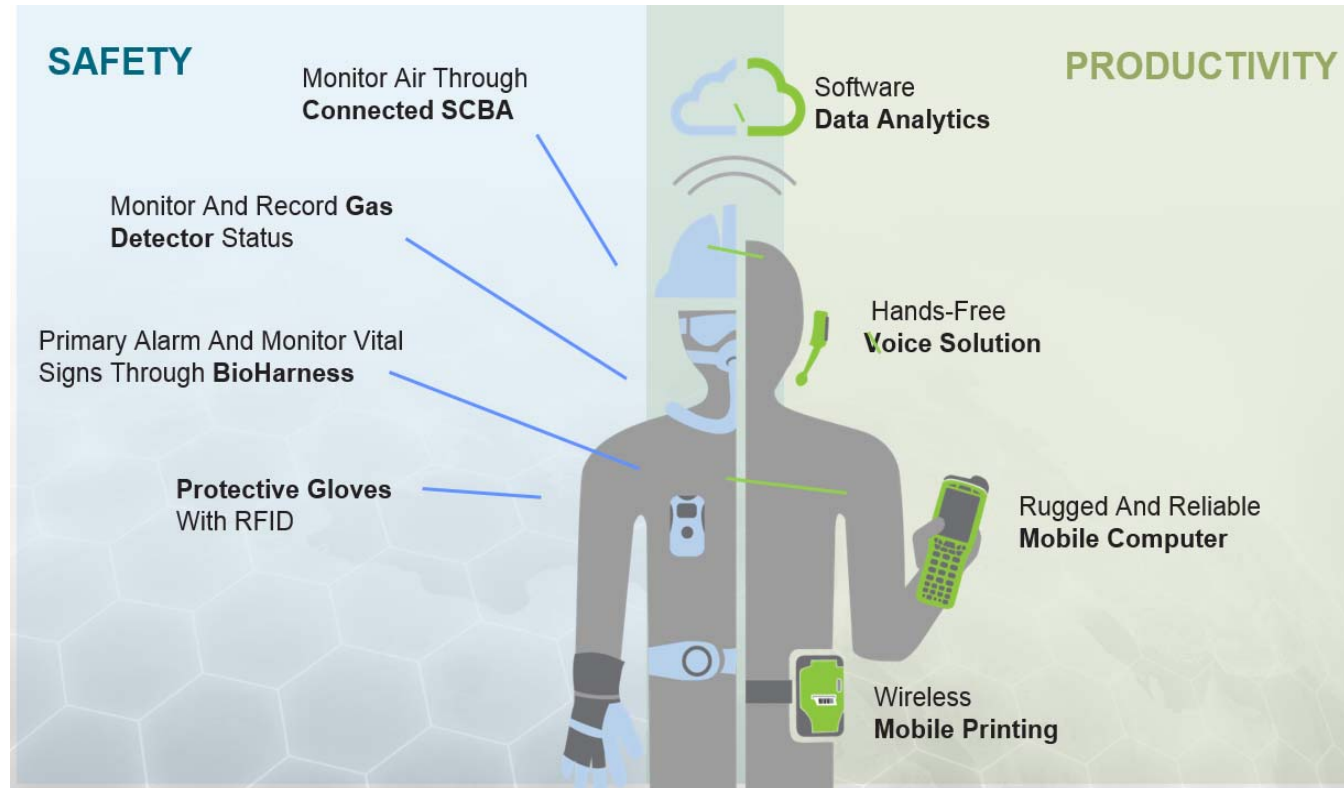 SAFETY
PRODUCTIVITY
Monitor Air Through
Connected SCBA
Monitor And Record Gas
Detector Status
Primary Alarm And Monitor Vital
Signs Through BioHarness
Protective Gloves
With RFID
Software
Data Analytics
Hands-Free
Voice Solution
Rugged And Reliable
Mobile Computer
Wireless
Mobile Printing